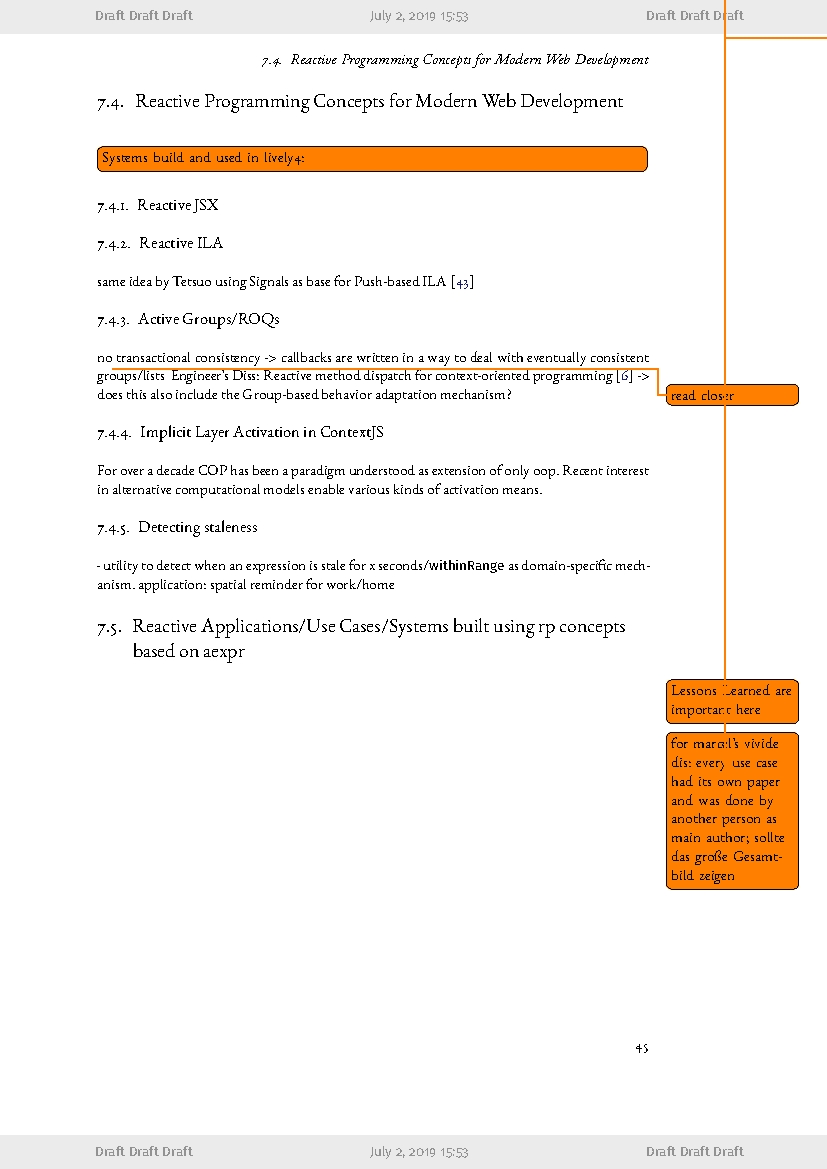 Draft Draft Draft July 2, 2019 15:53 Draft Draft Draft
7.4. Reactive Programming Concepts for Modern Web Development
7.4. Reactive Programming Concepts for Modern Web Development
Systems build and used in lively4:
7.4.1. Reactive JSX
7.4.2. Reactive ILA
same idea by Tetsuo using Signals as base for Push-based ILA [43]
7.4.3. Active Groups/ROQs
no transactional consistency -> callbacks are written in a way to deal with eventually consistent
groups/lists Engineer's Diss: Reactive method dispatch for context-oriented programming [6] ->
does this also include the Group-based behavior adaptation mechanism?
read closer
7.4.4. Implicit Layer Activation in ContextJS
For over a decade COP has been a paradigm understood as extension of only oop. Recent interest
in alternative computational models enable various kinds of activation means.
7.4.5. Detecting staleness
- utility to detect when an expression is stale for x seconds/withinRange as domain-specific mech-
anism. application: spatial reminder for work/home
7.5. Reactive Applications/Use Cases/Systems built using rp concepts
based on aexpr
Lessons Learned are
important here
for marcel's vivide
dis: every use case
had its own paper
and was done by
another person as
main author; sollte
das große Gesamt-
bild zeigen
45
Draft Draft Draft July 2, 2019 15:53 Draft Draft Draft